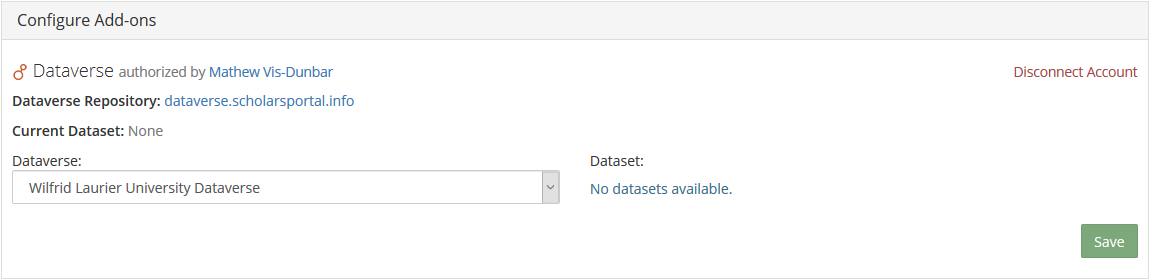 Configure Add-ons
Dataverse authorized by Mathew Vis-Dunbar
Disconnect Account
Dataverse Repository: dataverse.scholarsportal.info
Current Dataset: None
Dataverse:
Dataset:
Wilfrid Laurier University Dataverse
No datasets available.
Save